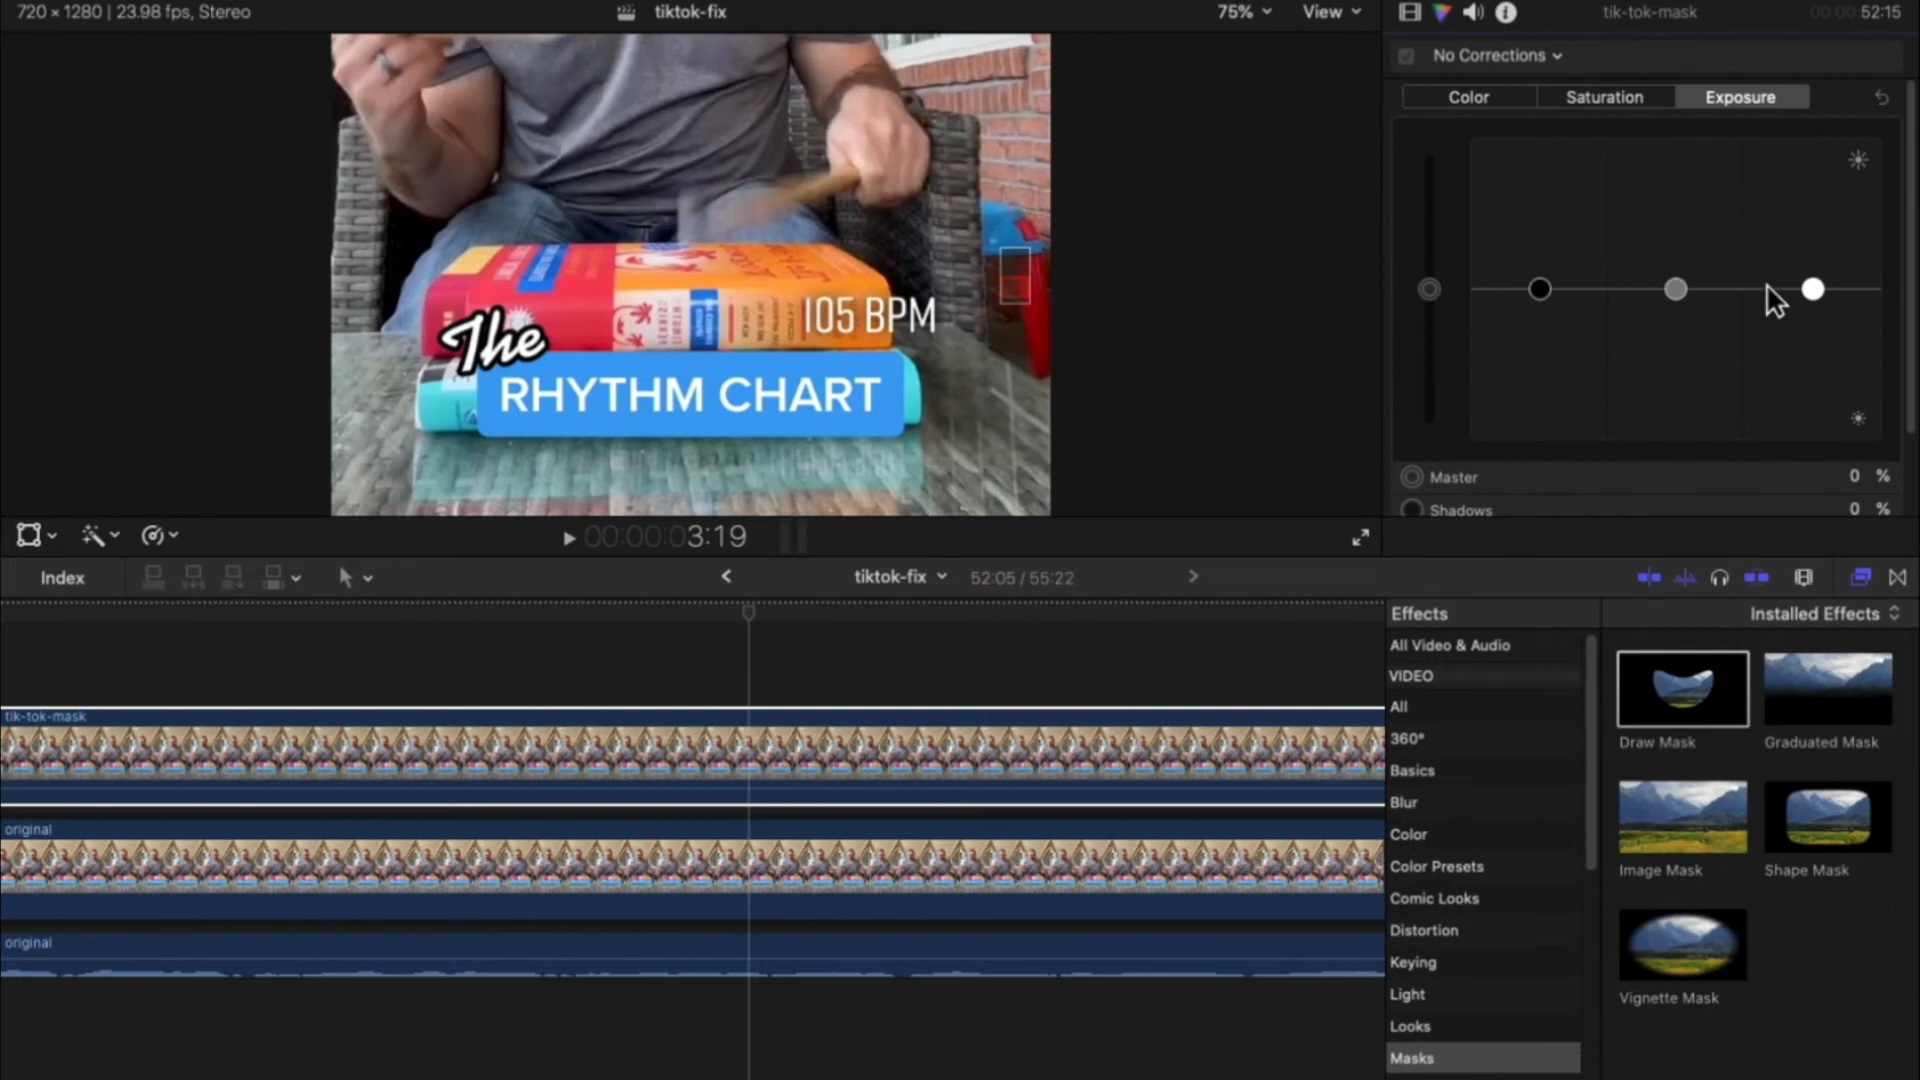 720 × 1280 | 23.98 fps, Stereo
tiktok-fix
75%
View
tik-tok-mask
00:00:52:15
No Corrections
Color
Saturation
Exposure
105 BPM
The
RHYTHM CHART
Master
0 %
Shadows
0 %
00:00:03:19
Index
tiktok-fix
52:05 / 55:22
Effects
Installed Effects
All Video & Audio
VIDEO
All
360°
Basics
Blur
Color
Color Presets
Comic Looks
Distortion
Keying
Light
Looks
Masks
Draw Mask
Graduated Mask
Image Mask
Shape Mask
Vignette Mask
tik-tok-mask
original
original